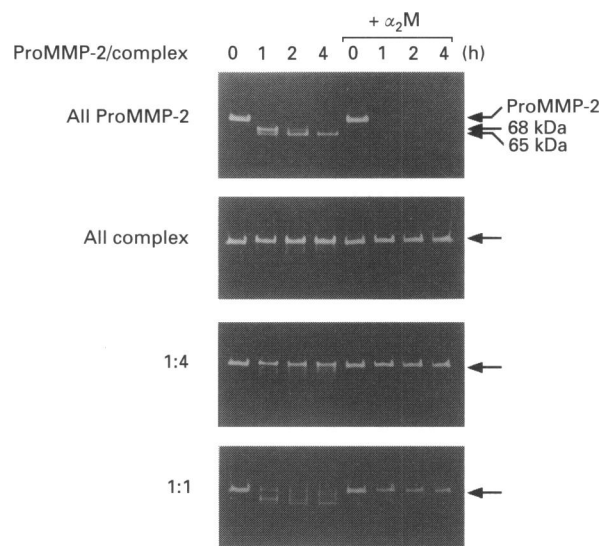 + α₂M
ProMMP-2/complex 0 1 2 4 0 1 2 4 (h)
All ProMMP-2
ProMMP-2
68 kDa
65 kDa
All complex
1:4
1:1